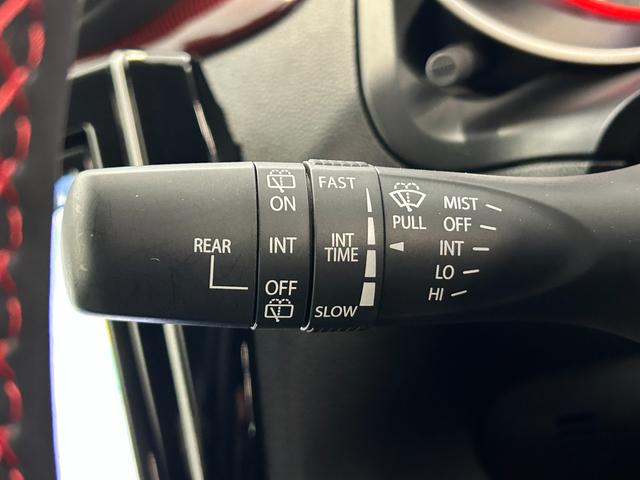 REAR
ON
INT
OFF
FAST
INT
TIME
SLOW
PULL
MIST
OFF
INT
LO
HI